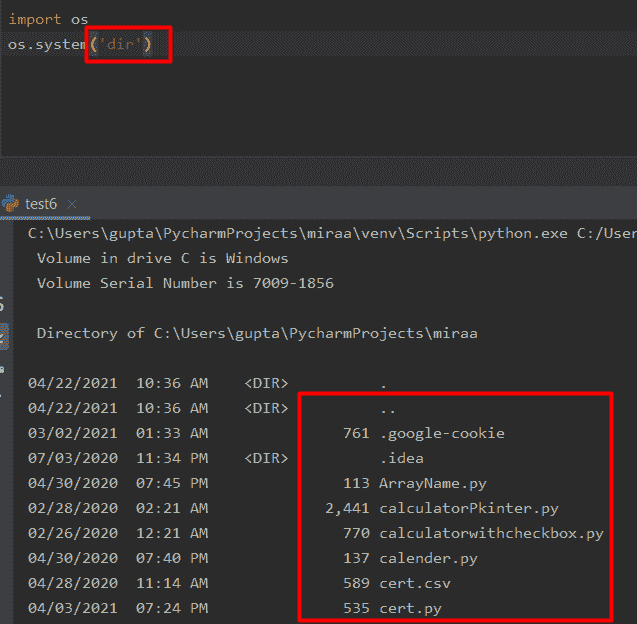 import os
os.system('dir')
test6 ×
C:\Users\gupta\PycharmProjects\miraa\venv\Scripts\python.exe C:/User
Volume in drive C is Windows
Volume Serial Number is 7009-1856
Directory of C:\Users\gupta\PycharmProjects\miraa
04/22/2021  10:36 AM    <DIR>          .
04/22/2021  10:36 AM    <DIR>          ..
03/02/2021  01:33 AM               761 .google-cookie
07/03/2020  11:34 PM    <DIR>          .idea
04/30/2020  07:45 PM               113 ArrayName.py
02/28/2020  02:21 AM             2,441 calculatorPkinter.py
02/26/2020  12:21 AM               770 calculatorwithcheckbox.py
04/30/2020  07:40 PM               137 calender.py
04/28/2020  11:14 AM               589 cert.csv
04/03/2021  07:24 PM               535 cert.py